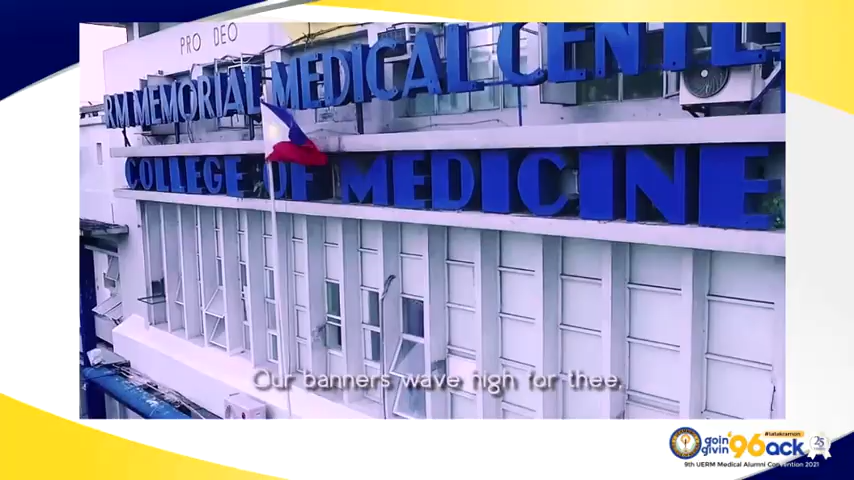 PRO DEO
RM MEMORIAL MEDICAL CENTE
COLLEGE OF MEDICINE
Our banners wave high for thee.
goin' givin' '96 ack
#iatakramon
25
9th UERM Medical Alumni Convention 2021